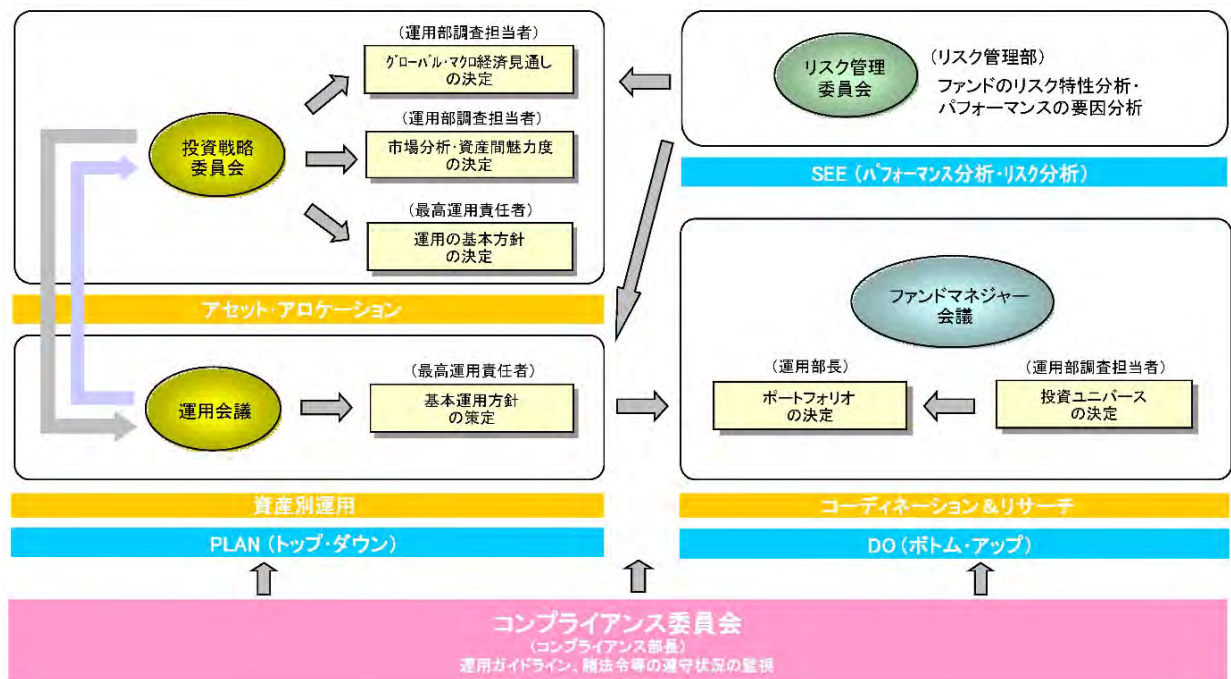 (運用部調査担当者)
グローバル・マクロ経済見通し
の決定
投資戦略
委員会
(運用部調査担当者)
市場分析・資産間魅力度
の決定
(最高運用責任者)
運用の基本方針
の決定
アセット・アロケーション
運用会議
(最高運用責任者)
基本運用方針
の策定
資産別運用
PLAN (トップ・ダウン)
リスク管理
委員会
(リスク管理部)
ファンドのリスク特性分析・
パフォーマンスの要因分析
SEE (パフォーマンス分析・リスク分析)
ファンドマネジャー
会議
(運用部長)
ポートフォリオ
の決定
(運用部調査担当者)
投資ユニバース
の決定
コーディネーション&リサーチ
DO (ボトム・アップ)
コンプライアンス委員会
(コンプライアンス部長)
運用ガイドライン、諸法令等の遵守状況の監視